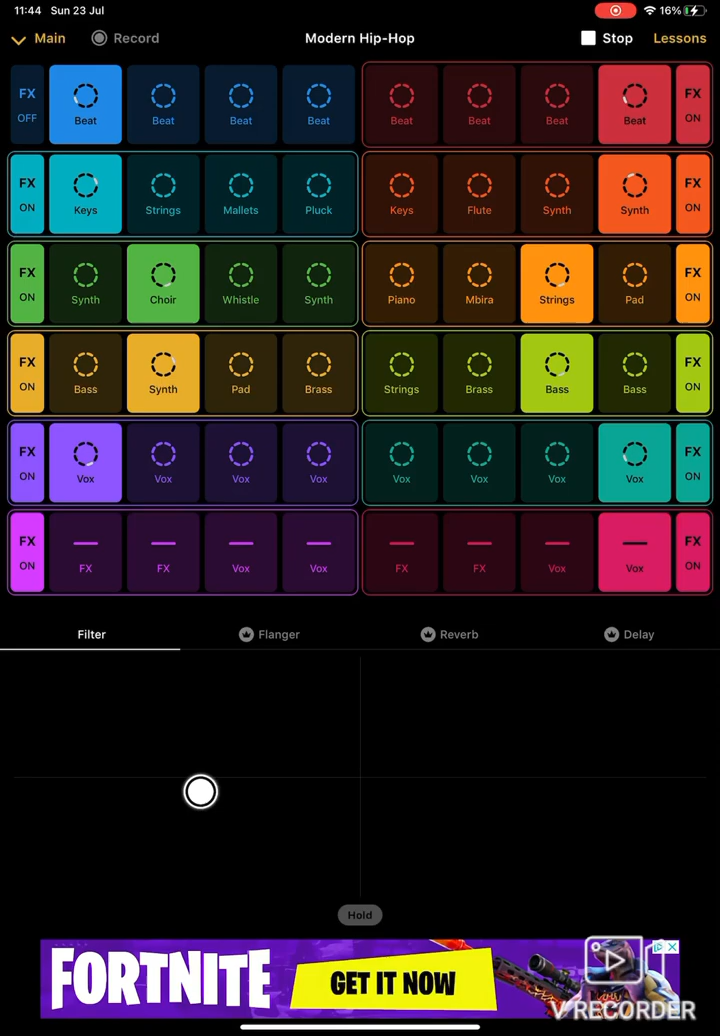 11:44 Sun 23 Jul 16%
Main Record Modern Hip-Hop Stop Lessons
FX OFF Beat Beat Beat Beat Beat Beat Beat Beat FX ON
FX ON Keys Strings Mallets Pluck Keys Flute Synth Synth FX ON
FX ON Synth Choir Whistle Synth Piano Mbira Strings Pad FX ON
FX ON Bass Synth Pad Brass Strings Brass Bass Bass FX ON
FX ON Vox Vox Vox Vox Vox Vox Vox Vox FX ON
FX ON FX FX Vox Vox FX FX Vox Vox FX ON
Filter Flanger Reverb Delay
Hold
FORTNITE GET IT NOW
V RECORDER